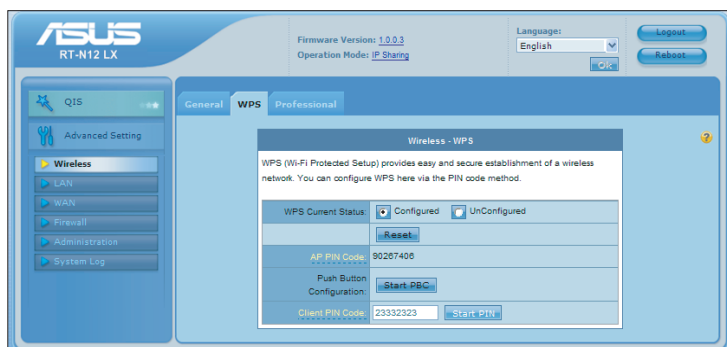 ASUS
RT-N12 LX
Firmware Version: 1.0.0.3
Operation Mode: IP Sharing
Language:
English
Ok
Logout
Reboot
QIS
Advanced Setting
Wireless
LAN
WAN
Firewall
Administration
System Log
General WPS Professional
Wireless - WPS
WPS (Wi-Fi Protected Setup) provides easy and secure establishment of a wireless
network. You can configure WPS here via the PIN code method.
WPS Current Status: Configured UnConfigured
Reset
AP PIN Code: 90267406
Push Button
Configuration: Start PBC
Client PIN Code: 23332323 Start PIN
?